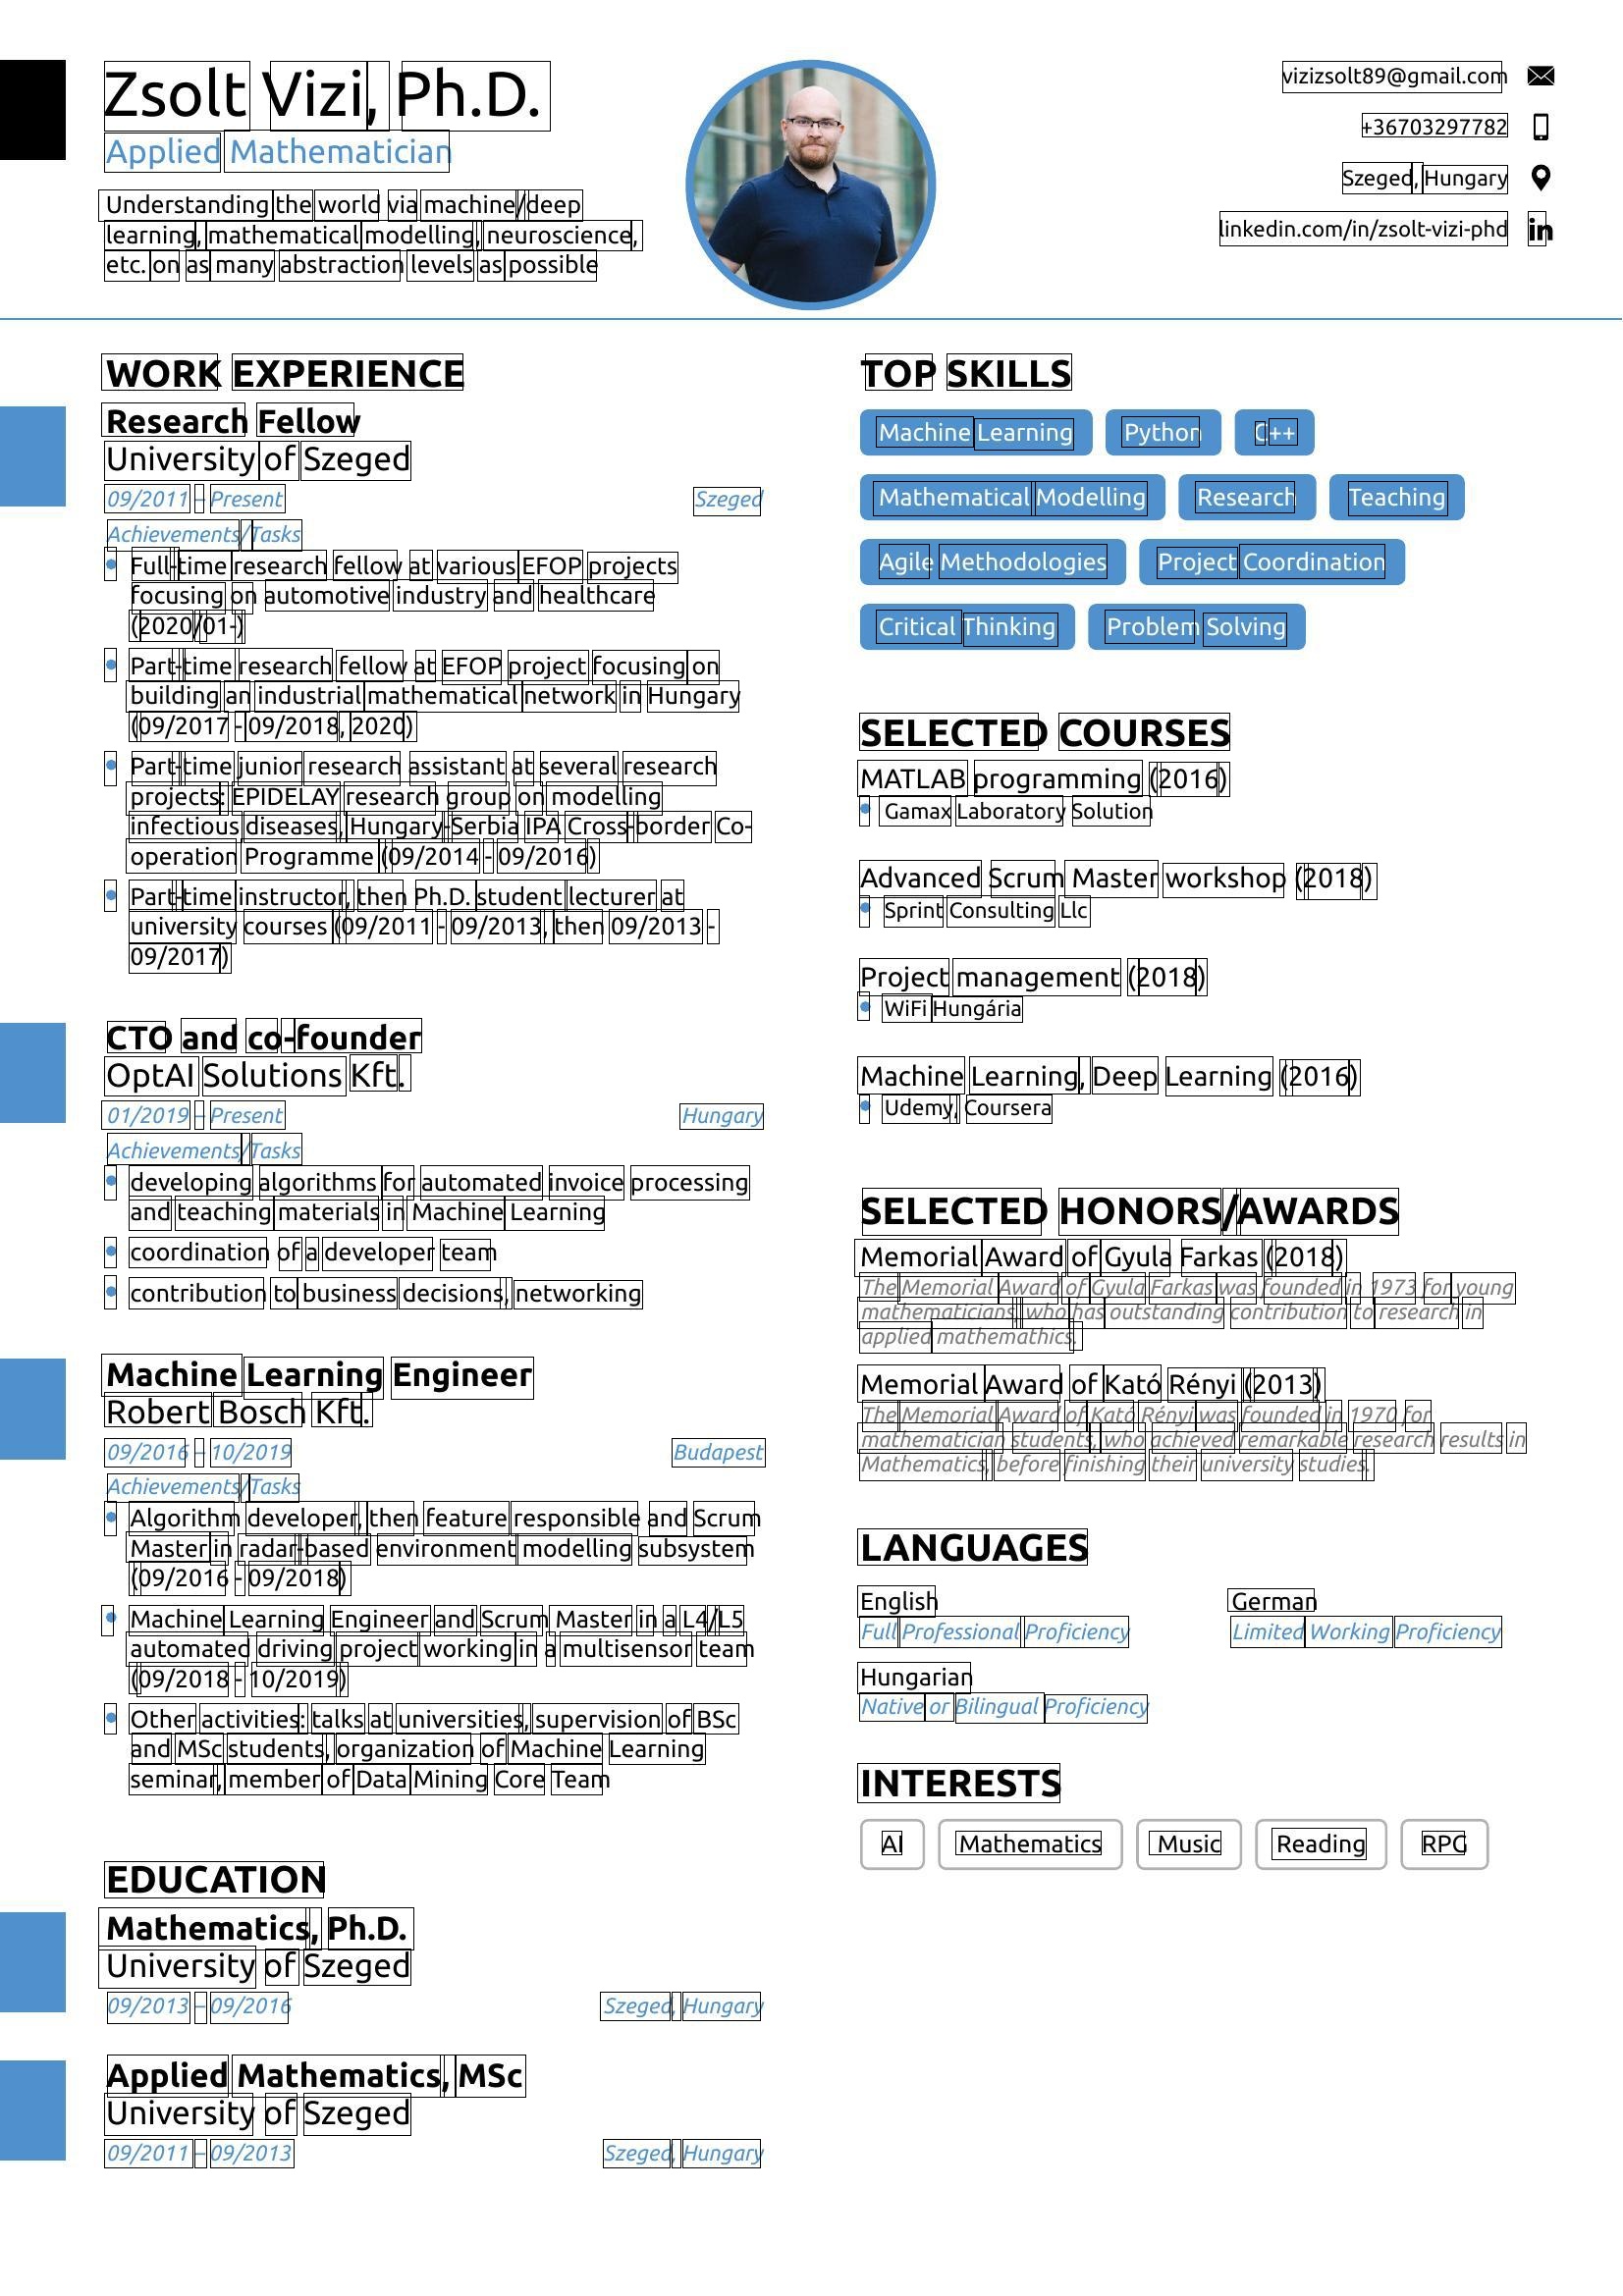 Zsolt Vizi, Ph.D.
Applied Mathematician
Understanding the world via machine/deep
learning, mathematical modelling, neuroscience,
etc. on as many abstraction levels as possible
vizizsolt89@gmail.com
+36703297782
Szeged, Hungary
linkedin.com/in/zsolt-vizi-phd
in
WORK EXPERIENCE
Research Fellow
University of Szeged
09/2011 – Present
Szeged
Achievements/Tasks
• Full-time research fellow at various EFOP projects
focusing on automotive industry and healthcare
(2020/01-)
• Part-time research fellow at EFOP project focusing on
building an industrial mathematical network in Hungary
(09/2017 - 09/2018, 2020)
• Part-time junior research assistant at several research
projects: EPIDELAY research group on modelling
infectious diseases, Hungary-Serbia IPA Cross-border Co-
operation Programme (09/2014 - 09/2016)
• Part-time instructor, then Ph.D. student lecturer at
university courses (09/2011 - 09/2013, then 09/2013 -
09/2017)
CTO and co-founder
OptAI Solutions Kft.
01/2019 – Present
Hungary
Achievements/Tasks
• developing algorithms for automated invoice processing
and teaching materials in Machine Learning
• coordination of a developer team
• contribution to business decisions, networking
Machine Learning Engineer
Robert Bosch Kft.
09/2016 – 10/2019
Budapest
Achievements/Tasks
• Algorithm developer, then feature responsible and Scrum
Master in radar-based environment modelling subsystem
(09/2016 - 09/2018)
• Machine Learning Engineer and Scrum Master in a L4/L5
automated driving project working in a multisensor team
(09/2018 - 10/2019)
• Other activities: talks at universities, supervision of BSc
and MSc students, organization of Machine Learning
seminar, member of Data Mining Core Team
EDUCATION
Mathematics, Ph.D.
University of Szeged
09/2013 – 09/2016
Szeged, Hungary
Applied Mathematics, MSc
University of Szeged
09/2011 – 09/2013
Szeged, Hungary
TOP SKILLS
Machine Learning
Python
C++
Mathematical Modelling
Research
Teaching
Agile Methodologies
Project Coordination
Critical Thinking
Problem Solving
SELECTED COURSES
MATLAB programming (2016)
• Gamax Laboratory Solution
Advanced Scrum Master workshop (2018)
• Sprint Consulting Llc
Project management (2018)
• WiFi Hungária
Machine Learning, Deep Learning (2016)
• Udemy, Coursera
SELECTED HONORS/AWARDS
Memorial Award of Gyula Farkas (2018)
The Memorial Award of Gyula Farkas was founded in 1973 for young
mathematicians, who has outstanding contribution to research in
applied mathemathics.
Memorial Award of Kató Rényi (2013)
The Memorial Award of Kató Rényi was founded in 1970 for
mathematician students, who achieved remarkable research results in
Mathematics, before finishing their university studies.
LANGUAGES
English
Full Professional Proficiency
German
Limited Working Proficiency
Hungarian
Native or Bilingual Proficiency
INTERESTS
AI
Mathematics
Music
Reading
RPG